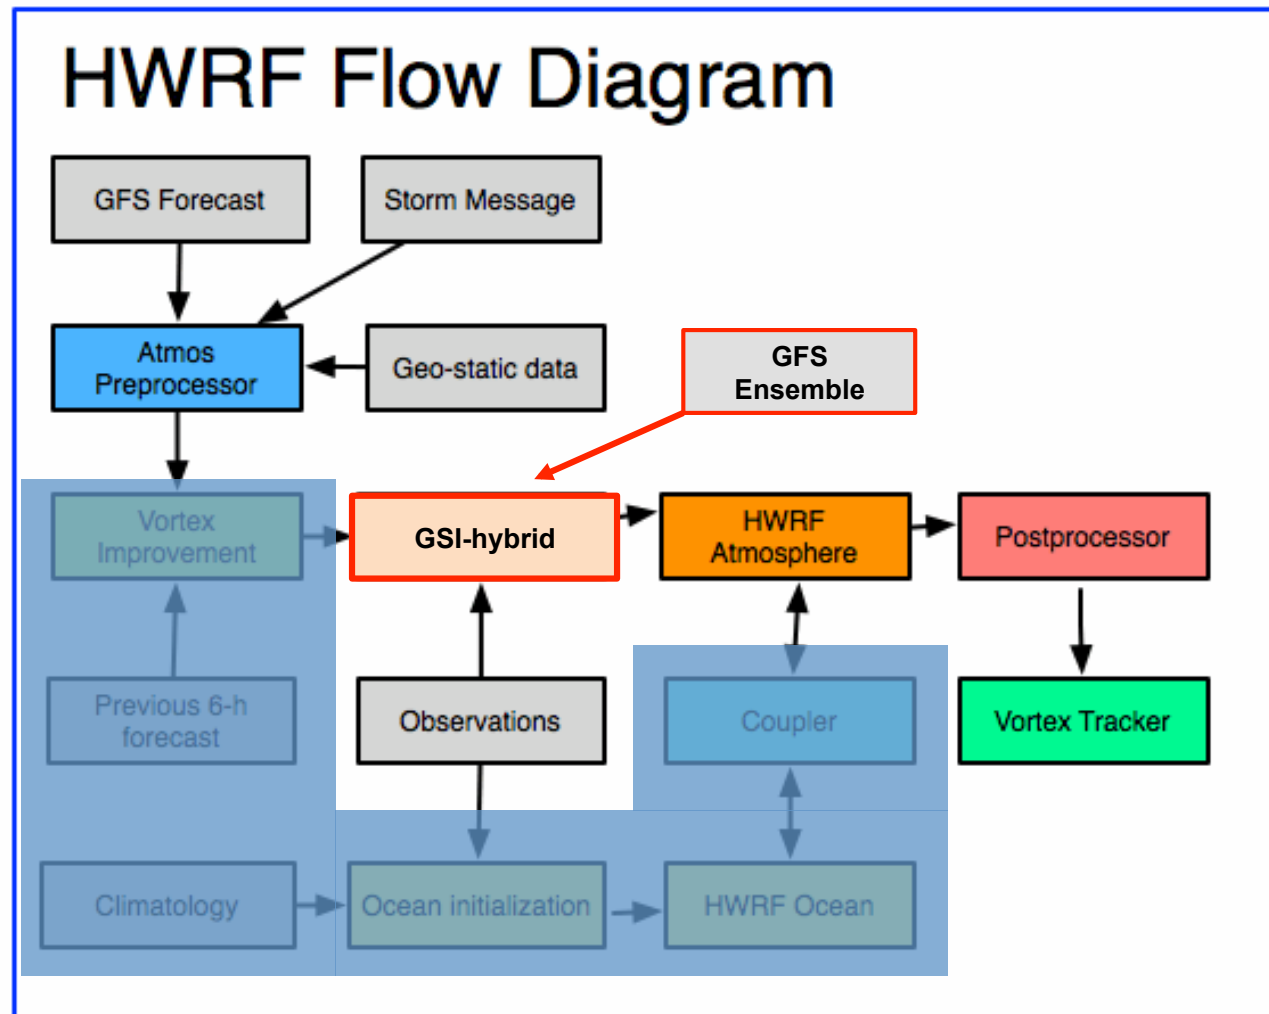 HWRF Flow Diagram
GFS Forecast
Storm Message
Atmos
Preprocessor
Geo-static data
GFS
Ensemble
Vortex
Improvement
GSI-hybrid
HWRF
Atmosphere
Postprocessor
Previous 6-h
forecast
Observations
Coupler
Vortex Tracker
Climatology
Ocean initialization
HWRF Ocean